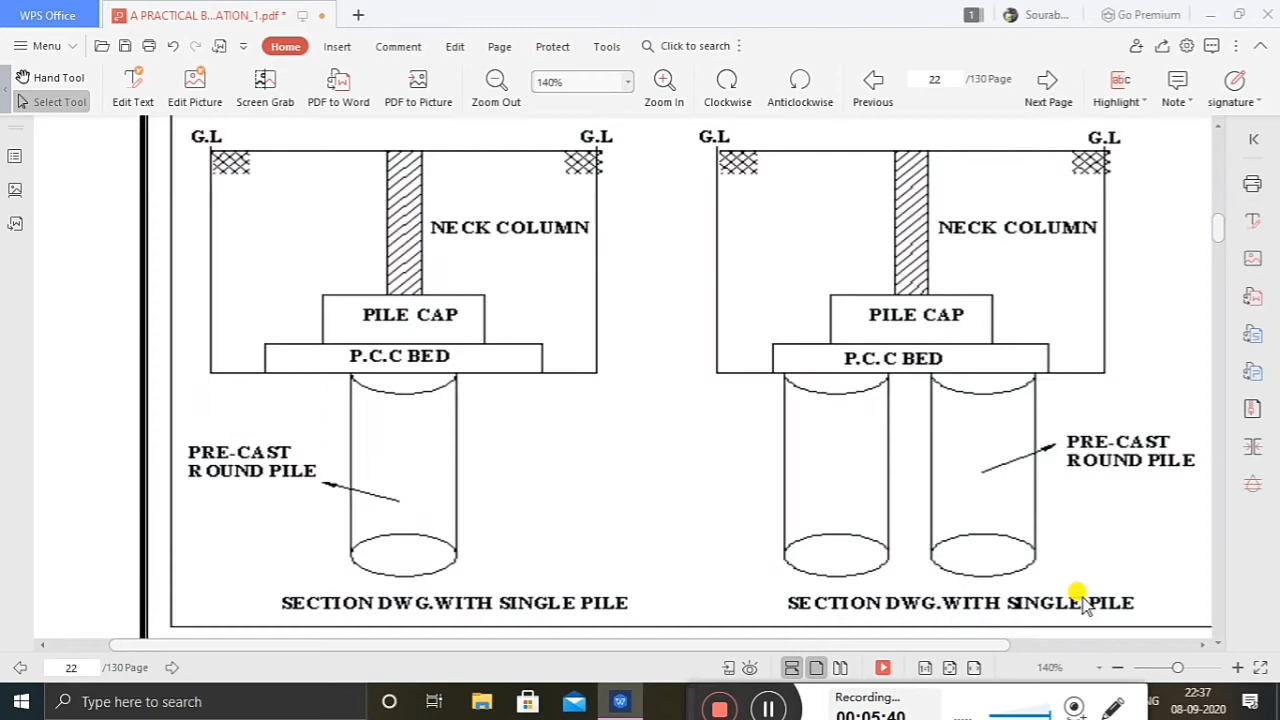 WPS Office
A PRACTICAL B...ATION_1.pdf *
1
Sourab...
Go Premium
Menu
Home
Insert
Comment
Edit
Page
Protect
Tools
Click to search
Hand Tool
Select Tool
Edit Text
Edit Picture
Screen Grab
PDF to Word
PDF to Picture
Zoom Out
140%
Zoom In
Clockwise
Anticlockwise
Previous
22 /130 Page
Next Page
abc
Highlight
Note
signature
G.L
G.L
NECK COLUMN
PILE CAP
P.C.C BED
PRE-CAST
ROUND PILE
SECTION DWG.WITH SINGLE PILE
G.L
G.L
NECK COLUMN
PILE CAP
P.C.C BED
PRE-CAST
ROUND PILE
SECTION DWG.WITH SINGLE PILE
22 /130 Page
140%
Type here to search
Recording...
00:05:40
NG
22:37
08-09-2020